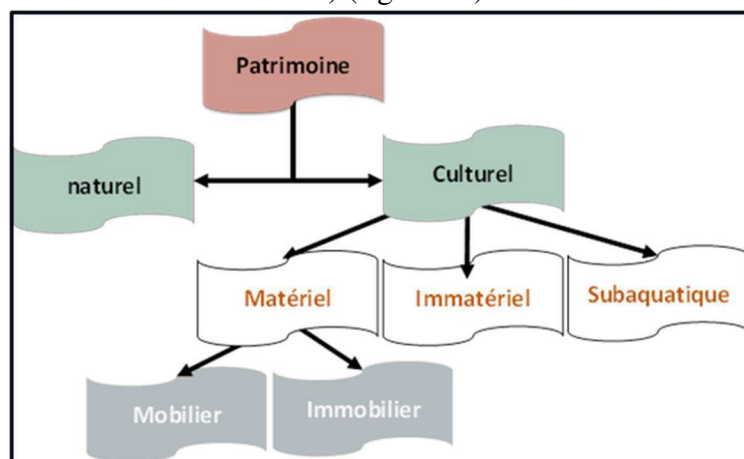 Patrimoine
naturel
Culturel
Matériel
Immatériel
Subaquatique
Mobilier
Immobilier